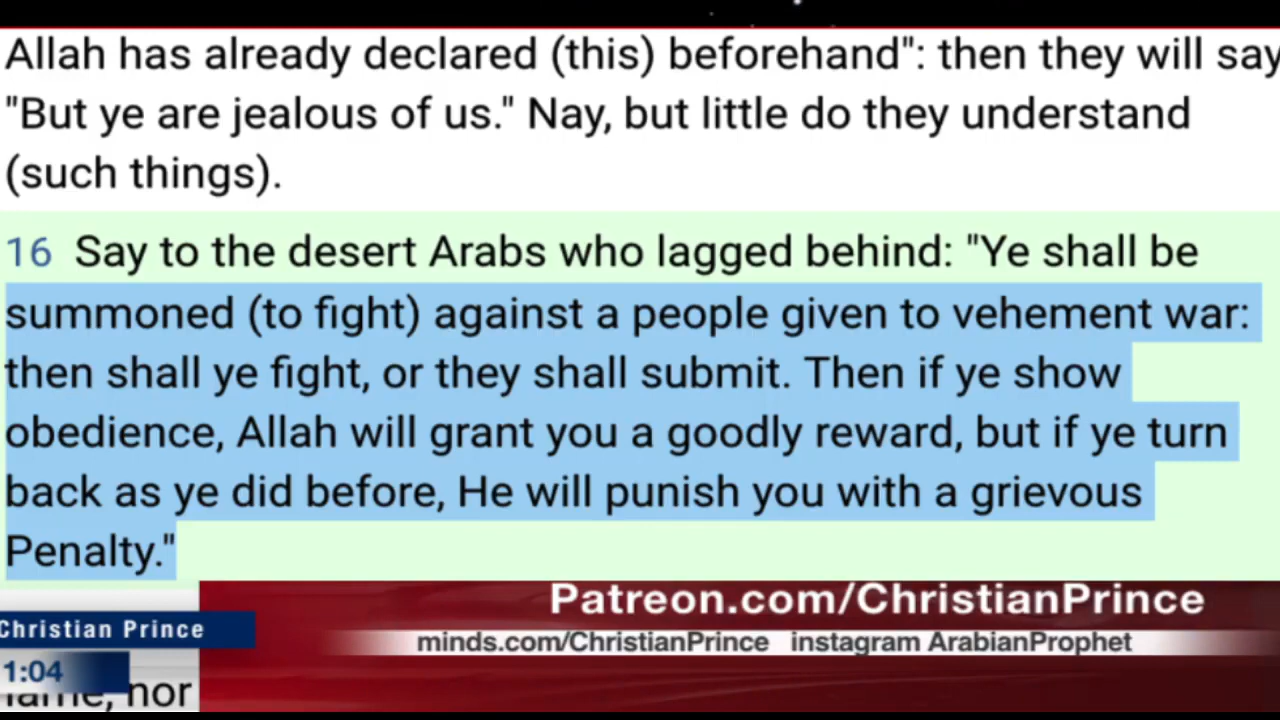 Allah has already declared (this) beforehand": then they will say
"But ye are jealous of us." Nay, but little do they understand
(such things).
16 Say to the desert Arabs who lagged behind: "Ye shall be
summoned (to fight) against a people given to vehement war:
then shall ye fight, or they shall submit. Then if ye show
obedience, Allah will grant you a goodly reward, but if ye turn
back as ye did before, He will punish you with a grievous
Penalty."
Patreon.com/ChristianPrince
Christian Prince
minds.com/ChristianPrince instagram ArabianProphet
1:04
lame, nor